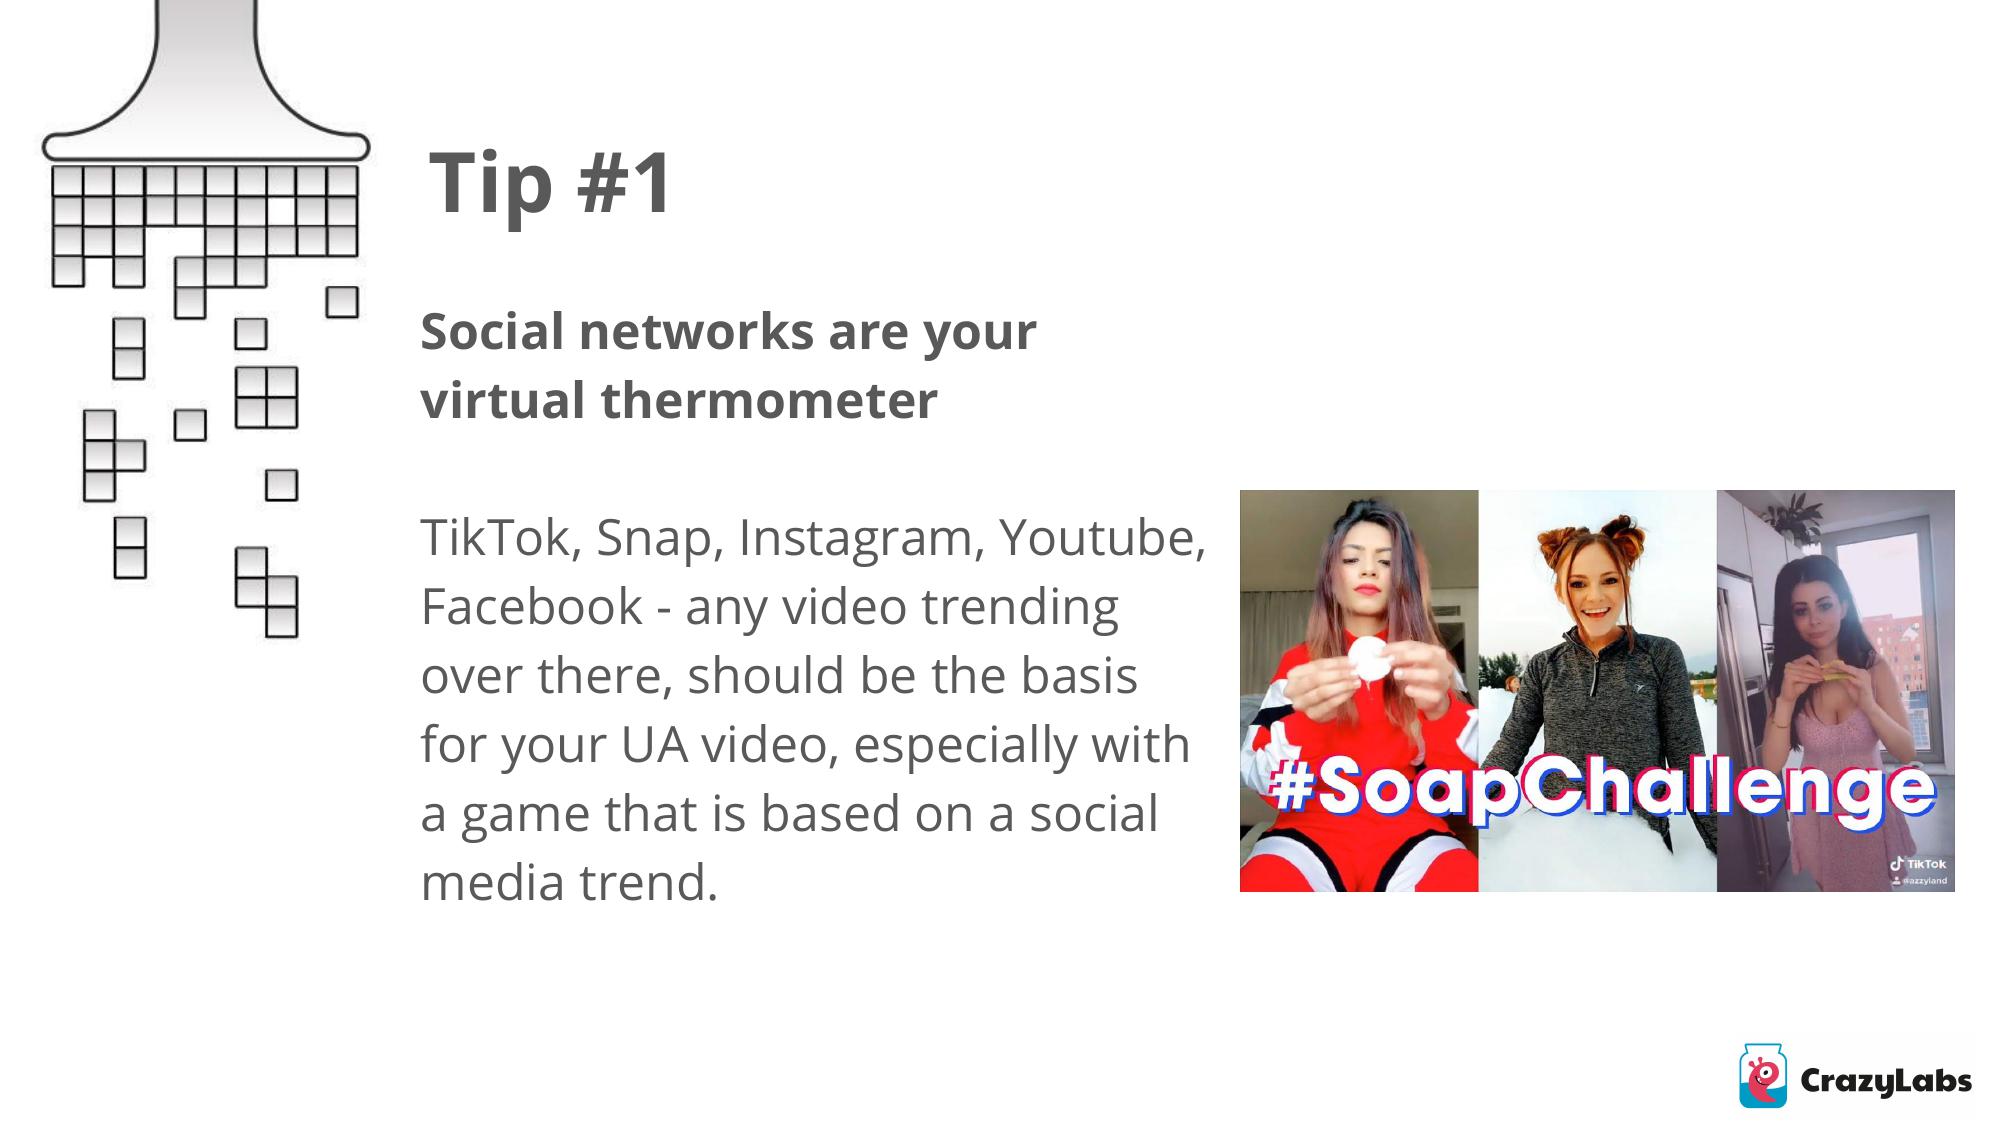 Tip #1
Social networks are your
virtual thermometer
TikTok, Snap, Instagram, Youtube,
Facebook - any video trending
over there, should be the basis
for your UA video, especially with
a game that is based on a social
media trend.
#SoapChallenge
TikTok
@azzyland
CrazyLabs